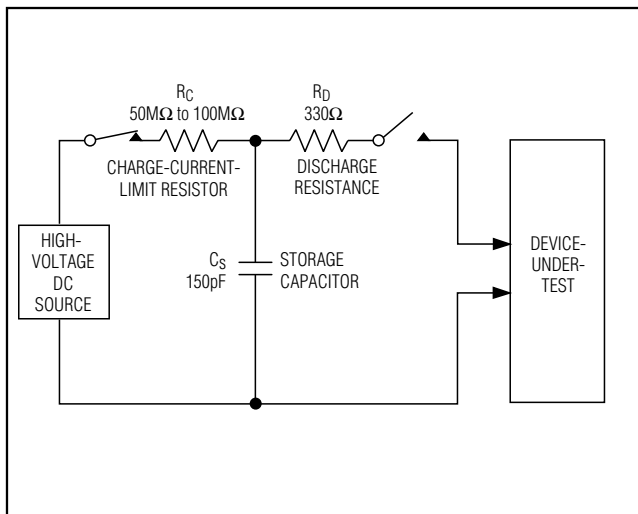 RC
50MΩ to 100MΩ
CHARGE-CURRENT-
LIMIT RESISTOR
RD
330Ω
DISCHARGE
RESISTANCE
HIGH-
VOLTAGE
DC
SOURCE
CS
150pF
STORAGE
CAPACITOR
DEVICE-
UNDER-
TEST